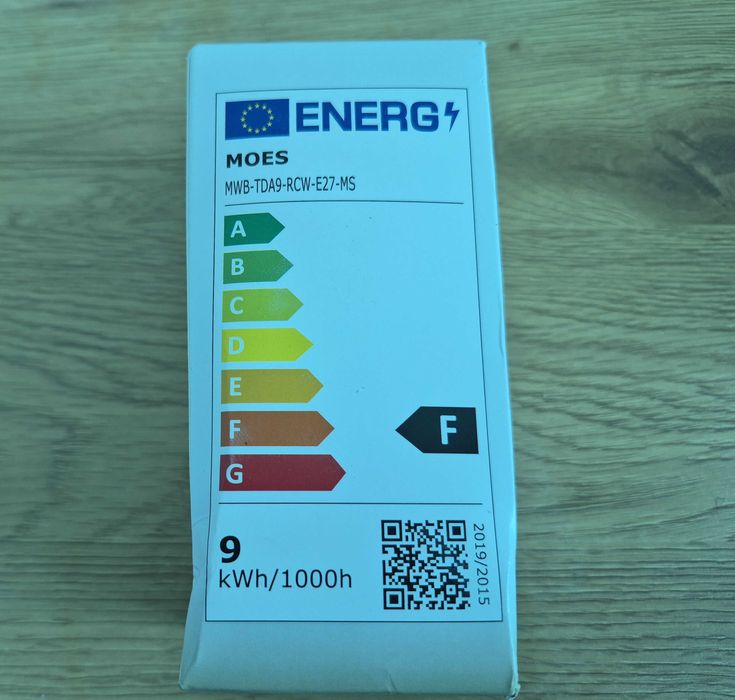 ENERG
MOES
MWB-TDA9-RCW-E27-MS
A
B
C
D
E
F
F
G
9
kWh/1000h
2019/2015